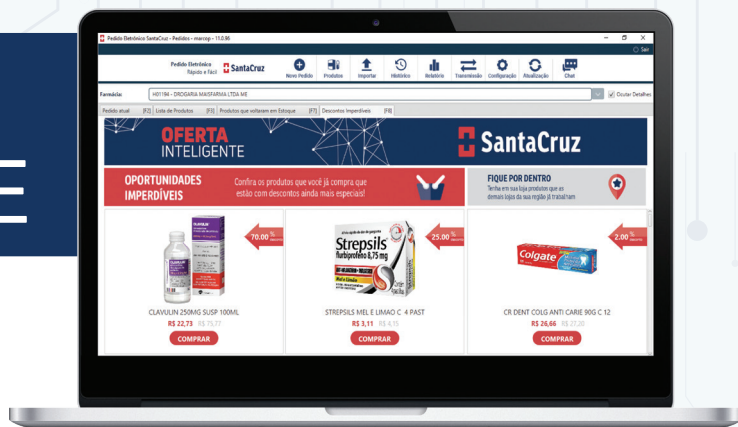 Pedido Eletrônico SantaCruz - Pedidos - marcop - 11.0.96
Sair
Pedido Eletrônico
Rápido e Fácil
SantaCruz
Novo Pedido
Produtos
Importar
Histórico
Relatório
Transmissão
Configuração
Atualização
Chat
Farmácia:
H01194 - DROGARIA MAISFARMA LTDA ME
Ocultar Detalhes
Pedido atual [F2] Lista de Produtos [F3] Produtos que voltaram em Estoque [F7] Descontos Imperdíveis [F8]
OFERTA
INTELIGENTE
SantaCruz
OPORTUNIDADES
IMPERDÍVEIS
Confira os produtos que você já compra que
estão com descontos ainda mais especiais!
FIQUE POR DENTRO
Tenha em sua loja produtos que as
demais lojas da sua região já trabalham
CLAVULIN
70.00 %
Strepsils
flurbiprofeno 8,75 mg
Mel e Limão
25.00 %
Colgate
2.00 %
CLAVULIN 250MG SUSP 100ML
R$ 22,73 R$ 75,77
COMPRAR
STREPSILS MEL E LIMAO C 4 PAST
R$ 3,11 R$ 4,15
COMPRAR
CR DENT COLG ANTI CARIE 90G C 12
R$ 26,66 R$ 27,20
COMPRAR